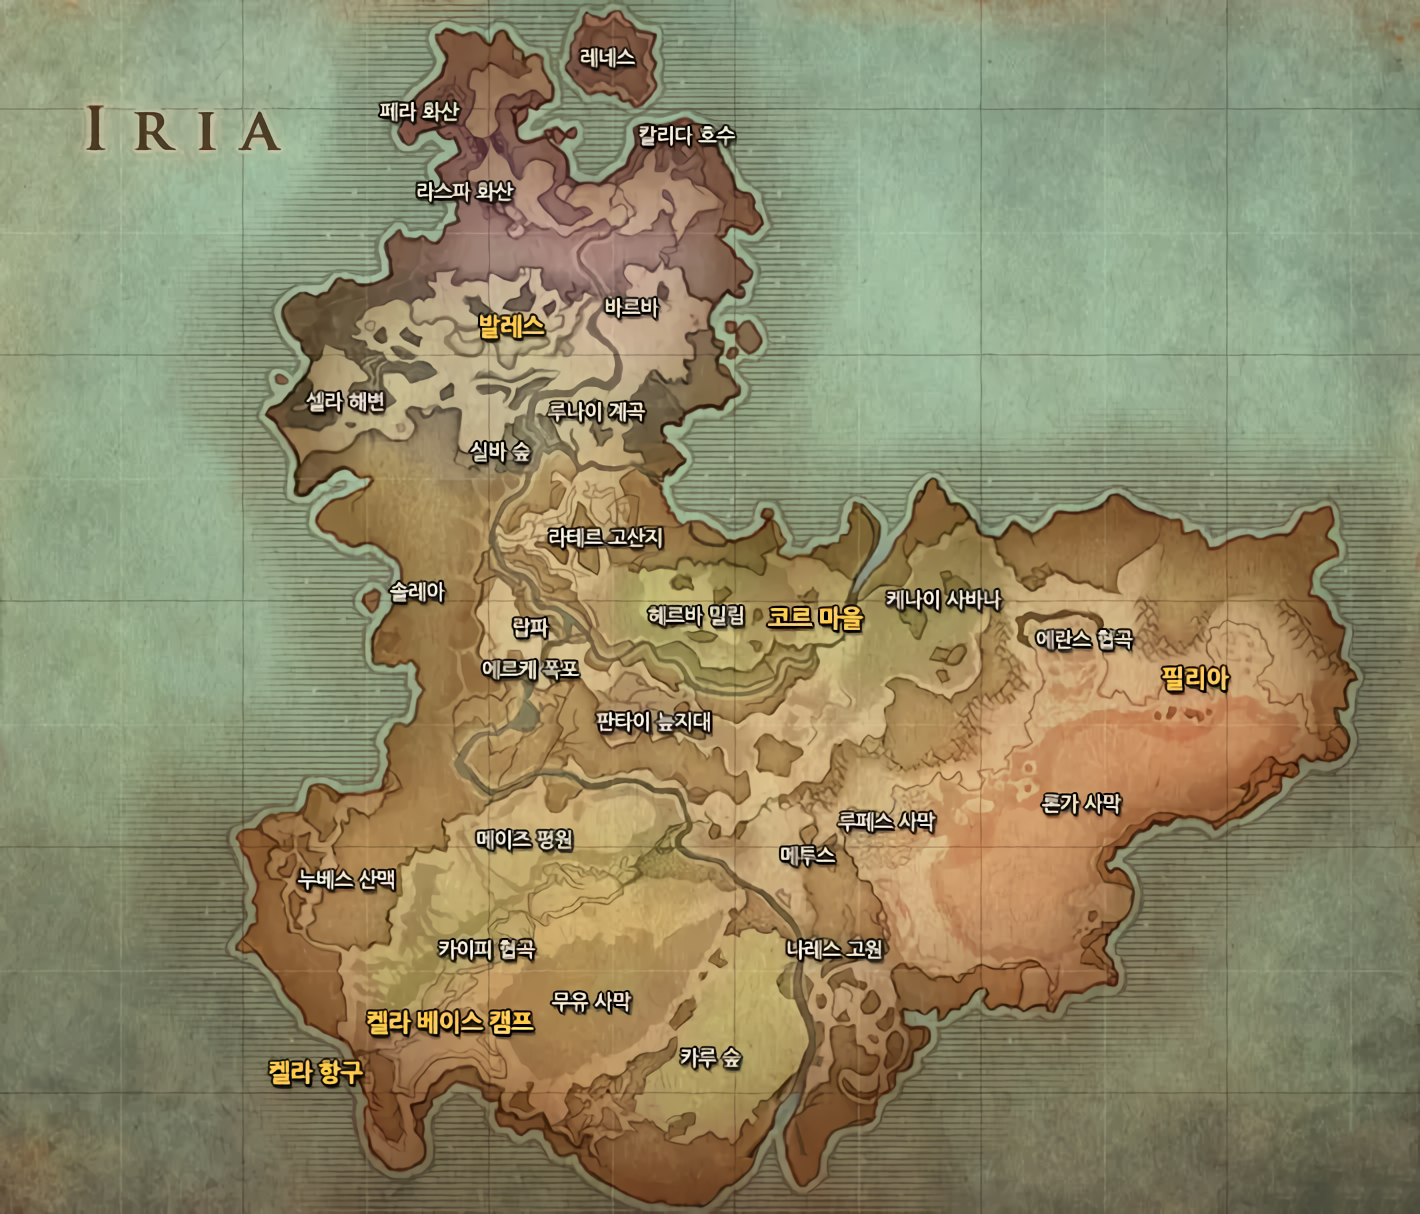 레네스
IRIA
페라 화산
칼리다 호수
라스파 화산
바르바
발레스
셀라 해변
루나이 계곡
실바 숲
라테르 고산지
솔레아
헤르바 밀림
코르 마을
케나이 사바나
랍파
에란스 협곡
에르케 폭포
필리아
판타이 늪지대
론가 사막
루페스 사막
메이즈 평원
메투스
누베스 산맥
카이피 협곡
나레스 고원
무유 사막
켈라 베이스 캠프
카루 숲
켈라 항구